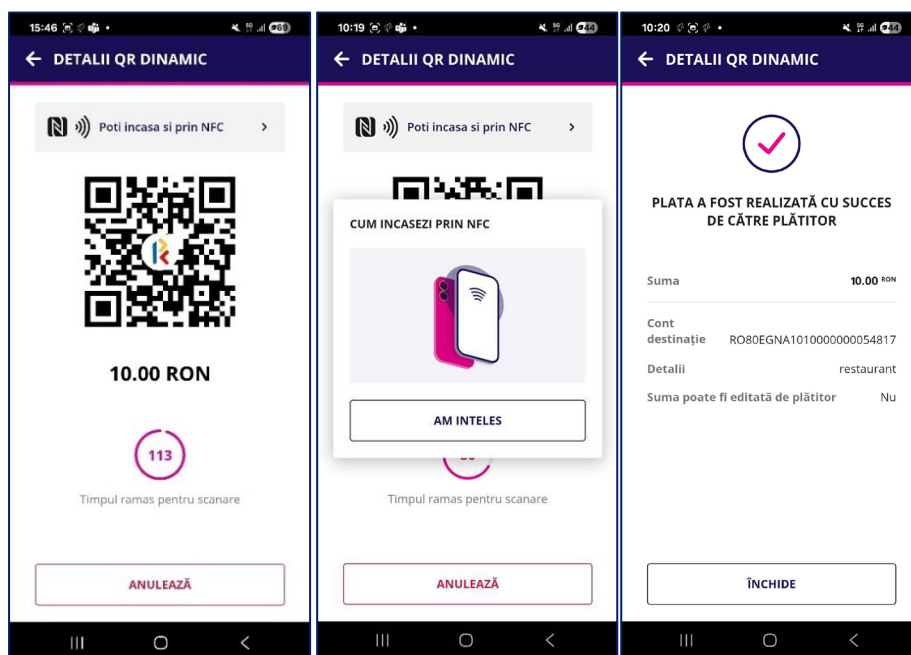 15:46
69
DETALII QR DINAMIC
Poti incasa si prin NFC
10.00 RON
113
Timpul ramas pentru scanare
ANULEAZĂ
10:19
44
DETALII QR DINAMIC
Poti incasa si prin NFC
CUM INCASEZI PRIN NFC
AM INTELES
Timpul ramas pentru scanare
ANULEAZĂ
10:20
44
DETALII QR DINAMIC
PLATA A FOST REALIZATĂ CU SUCCES
DE CĂTRE PLĂTITOR
Suma 10.00 RON
Cont
destinație RO80EGNA1010000000054817
Detalii restaurant
Suma poate fi editată de plătitor Nu
ÎNCHIDE